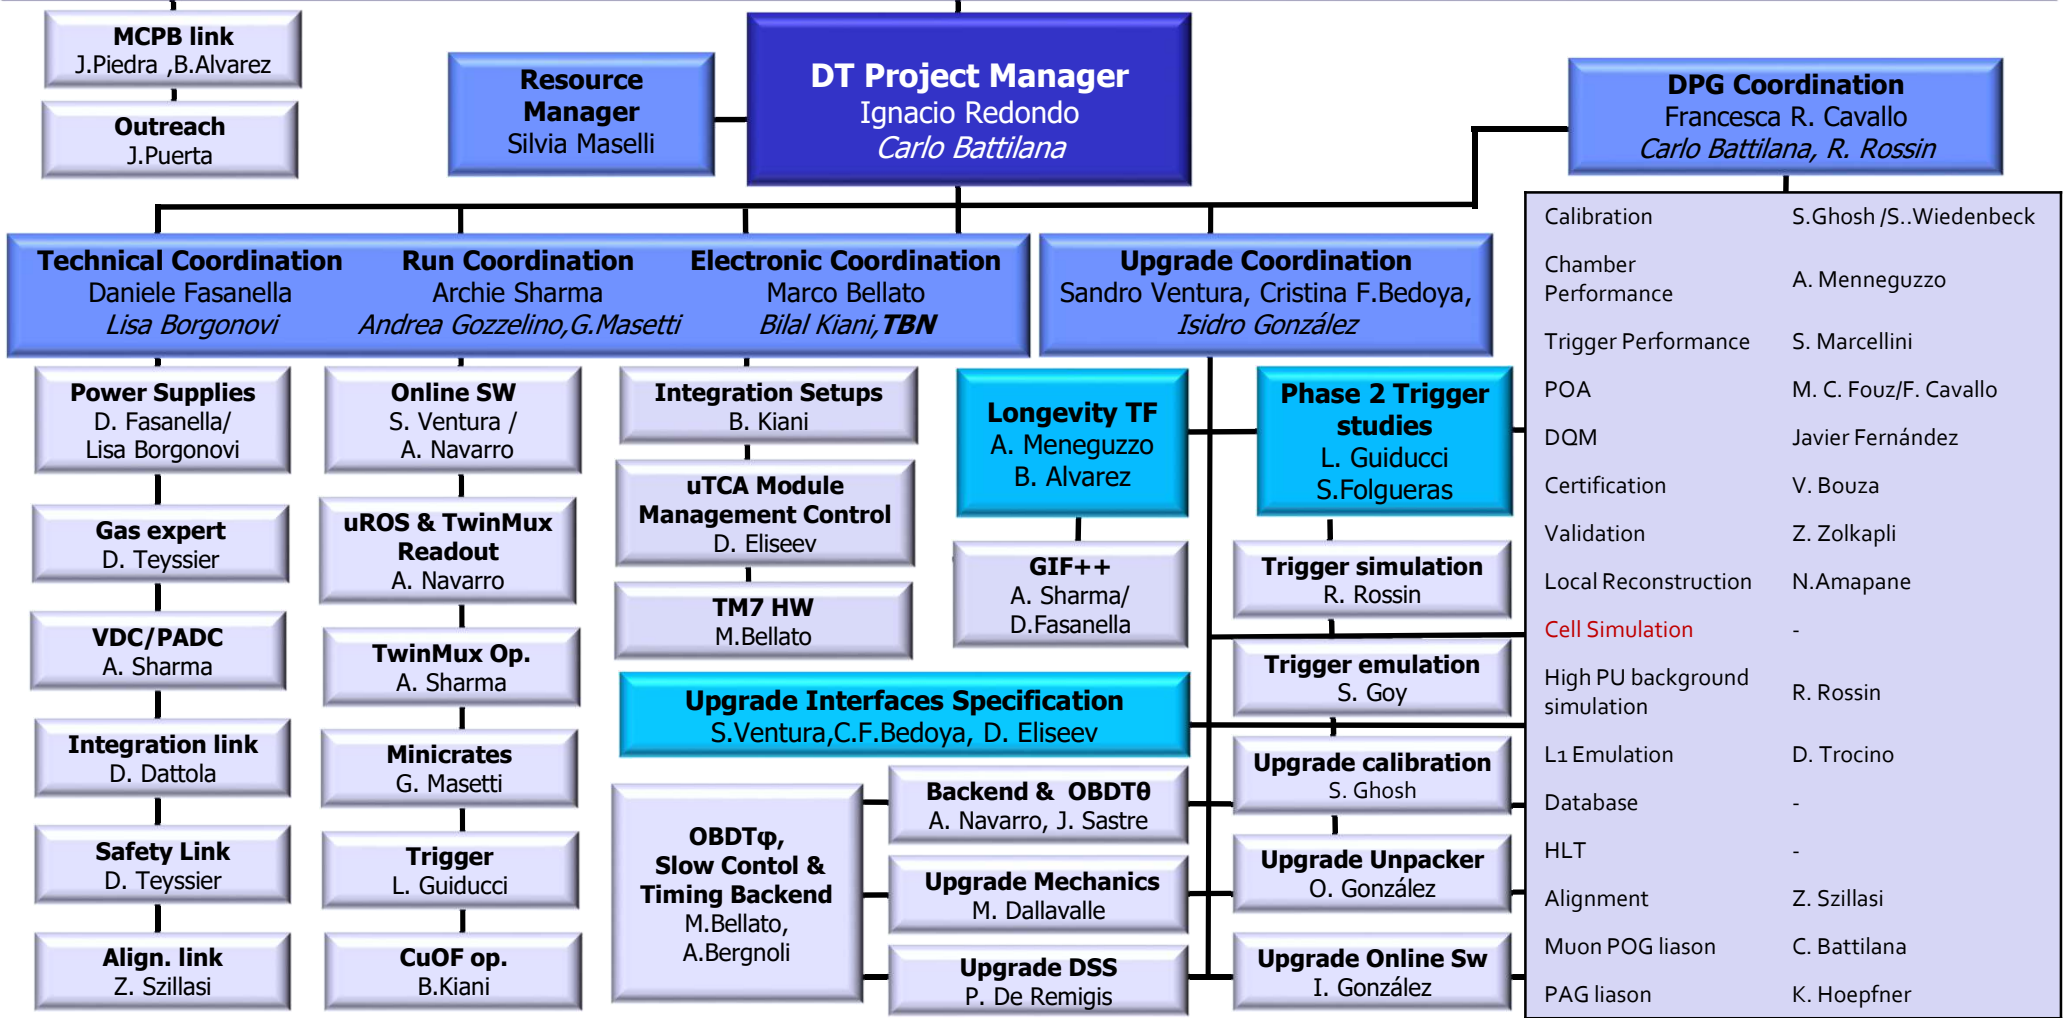 MCPB link
J.Piedra ,B.Alvarez
Outreach
J.Puerta
Resource
Manager
Silvia Maselli
DT Project Manager
Ignacio Redondo
Carlo Battilana
DPG Coordination
Francesca R. Cavallo
Carlo Battilana, R. Rossin
Technical Coordination
Daniele Fasanella
Lisa Borgonovi
Run Coordination
Archie Sharma
Andrea Gozzelino,G.Masetti
Electronic Coordination
Marco Bellato
Bilal Kiani,TBN
Upgrade Coordination
Sandro Ventura, Cristina F.Bedoya,
Isidro González
Power Supplies
D. Fasanella/
Lisa Borgonovi
Gas expert
D. Teyssier
VDC/PADC
A. Sharma
Integration link
D. Dattola
Safety Link
D. Teyssier
Align. link
Z. Szillasi
Online SW
S. Ventura /
A. Navarro
uROS & TwinMux
Readout
A. Navarro
TwinMux Op.
A. Sharma
Minicrates
G. Masetti
Trigger
L. Guiducci
CuOF op.
B.Kiani
Integration Setups
B. Kiani
uTCA Module
Management Control
D. Eliseev
TM7 HW
M.Bellato
Longevity TF
A. Meneguzzo
B. Alvarez
GIF++
A. Sharma/
D.Fasanella
Phase 2 Trigger
studies
L. Guiducci
S.Folgueras
Trigger simulation
R. Rossin
Trigger emulation
S. Goy
Upgrade calibration
S. Ghosh
Upgrade Unpacker
O. González
Upgrade Online Sw
I. González
Upgrade Interfaces Specification
S.Ventura,C.F.Bedoya, D. Eliseev
OBDTφ,
Slow Contol &
Timing Backend
M.Bellato,
A.Bergnoli
Backend & OBDTθ
A. Navarro, J. Sastre
Upgrade Mechanics
M. Dallavalle
Upgrade DSS
P. De Remigis
Calibration S.Ghosh /S..Wiedenbeck
Chamber
Performance A. Menneguzzo
Trigger Performance S. Marcellini
POA M. C. Fouz/F. Cavallo
DQM Javier Fernández
Certification V. Bouza
Validation Z. Zolkapli
Local Reconstruction N.Amapane
Cell Simulation -
High PU background
simulation R. Rossin
L1 Emulation D. Trocino
Database -
HLT -
Alignment Z. Szillasi
Muon POG liason C. Battilana
PAG liason K. Hoepfner